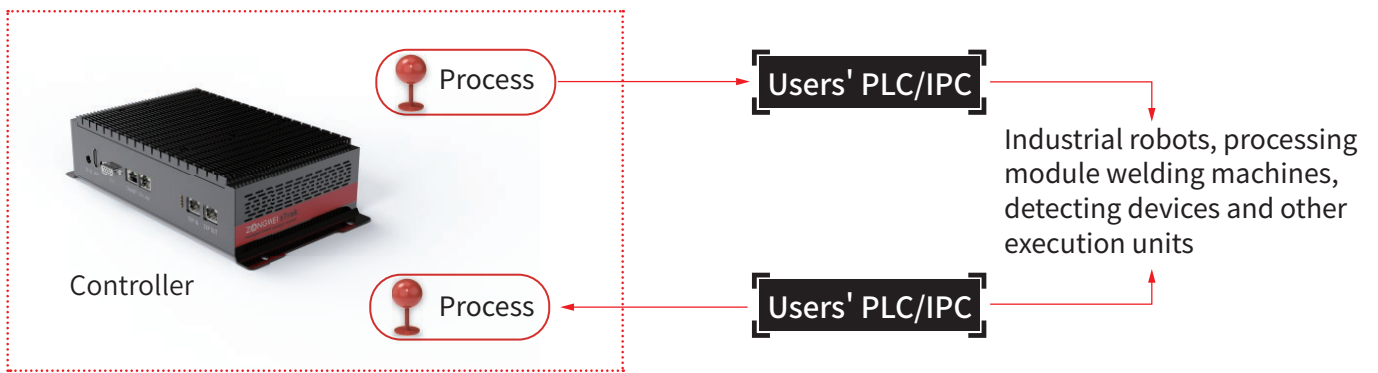 Process
Users' PLC/IPC
Industrial robots, processing
module welding machines,
detecting devices and other
execution units
ZONGWEI
Controller
Process
Users' PLC/IPC